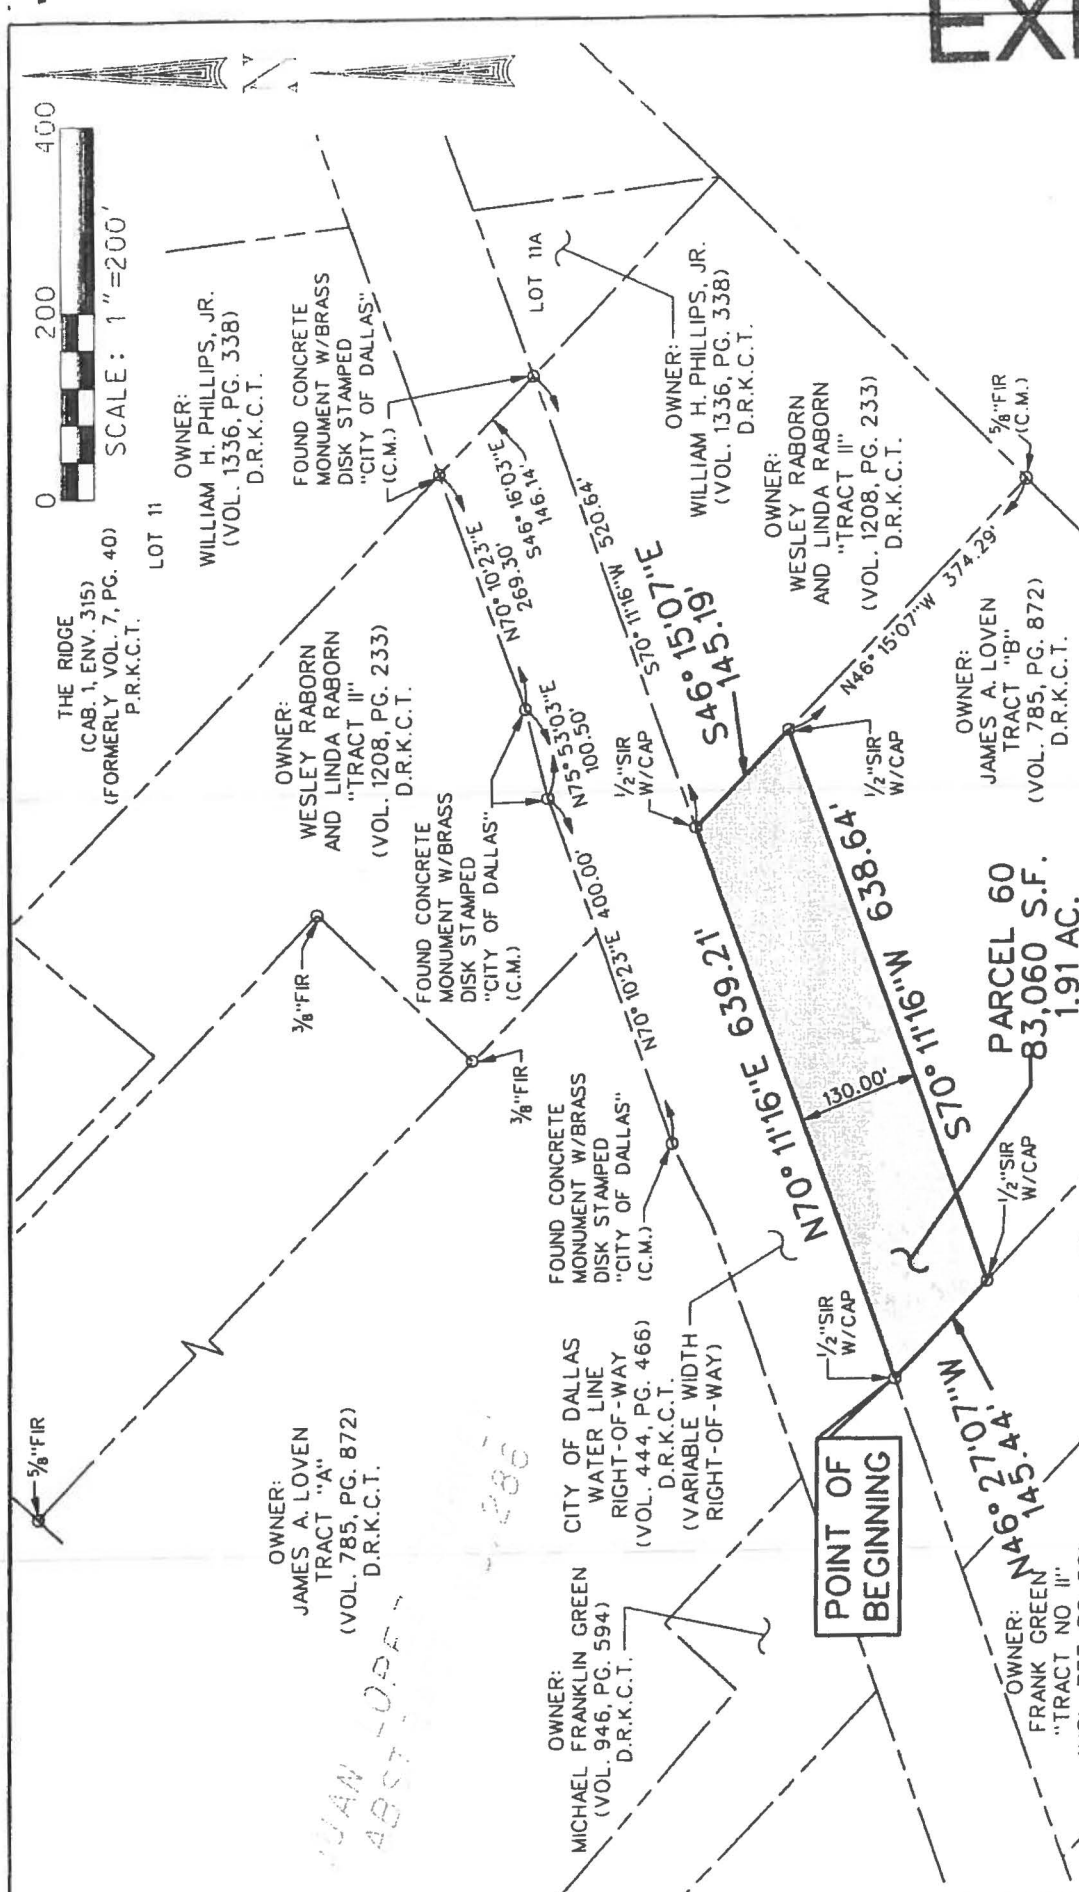 EXH
0 200 400
SCALE: 1"=200'
N
THE RIDGE
(CAB. 1, ENV. 315)
(FORMERLY VOL. 7, PG. 40)
P.R.K.C.T.
LOT 11
OWNER:
WILLIAM H. PHILLIPS, JR.
(VOL. 1336, PG. 338)
D.R.K.C.T.
FOUND CONCRETE
MONUMENT W/BRASS
DISK STAMPED
"CITY OF DALLAS"
(C.M.)
LOT 11A
OWNER:
WILLIAM H. PHILLIPS, JR.
(VOL. 1336, PG. 338)
D.R.K.C.T.
OWNER:
WESLEY RABORN
AND LINDA RABORN
"TRACT II"
(VOL. 1208, PG. 233)
D.R.K.C.T.
N70° 10'23"E
269.30'
S46° 16'03"E
146.14'
S70° 11'16"W 520.64'
OWNER:
WESLEY RABORN
AND LINDA RABORN
"TRACT II"
(VOL. 1208, PG. 233)
D.R.K.C.T.
5/8"FIR
(C.M.)
N46° 15'07"W 374.29'
FOUND CONCRETE
MONUMENT W/BRASS
DISK STAMPED
"CITY OF DALLAS"
(C.M.)
N75° 53'03"E
100.50'
1/2"SIR
W/CAP
S46° 15'07"E
145.19'
1/2"SIR
W/CAP
OWNER:
JAMES A. LOVEN
TRACT "B"
(VOL. 785, PG. 872)
D.R.K.C.T.
3/8"FIR
3/8"FIR
N70° 10'23"E 400.00'
FOUND CONCRETE
MONUMENT W/BRASS
DISK STAMPED
"CITY OF DALLAS"
(C.M.)
N70° 11'16"E 639.21'
130.00'
S70° 11'16"W 638.64'
PARCEL 60
83,060 S.F.
1.91 AC.
1/2"SIR
W/CAP
1/2"SIR
W/CAP
5/8"FIR
OWNER:
JAMES A. LOVEN
TRACT "A"
(VOL. 785, PG. 872)
D.R.K.C.T.
CITY OF DALLAS
WATER LINE
RIGHT-OF-WAY
(VOL. 444, PG. 466)
D.R.K.C.T.
(VARIABLE WIDTH
RIGHT-OF-WAY)
POINT OF
BEGINNING
N46° 27'07"W
145.44'
OWNER:
MICHAEL FRANKLIN GREEN
(VOL. 946, PG. 594)
D.R.K.C.T.
OWNER:
FRANK GREEN
"TRACT NO II"